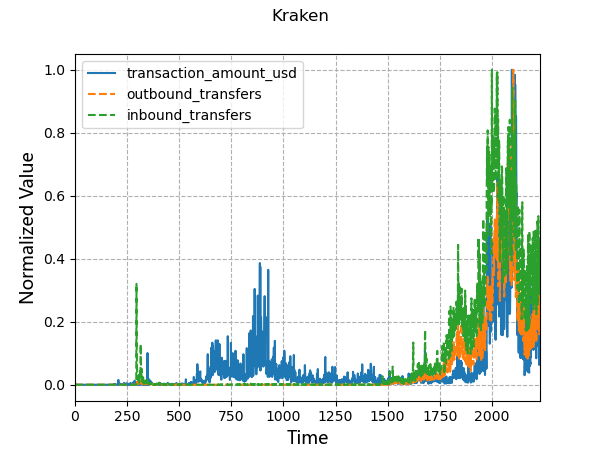 Kraken
transaction_amount_usd
outbound_transfers
inbound_transfers
Normalized Value
1.0
0.8
0.6
0.4
0.2
0.0
0 250 500 750 1000 1250 1500 1750 2000
Time